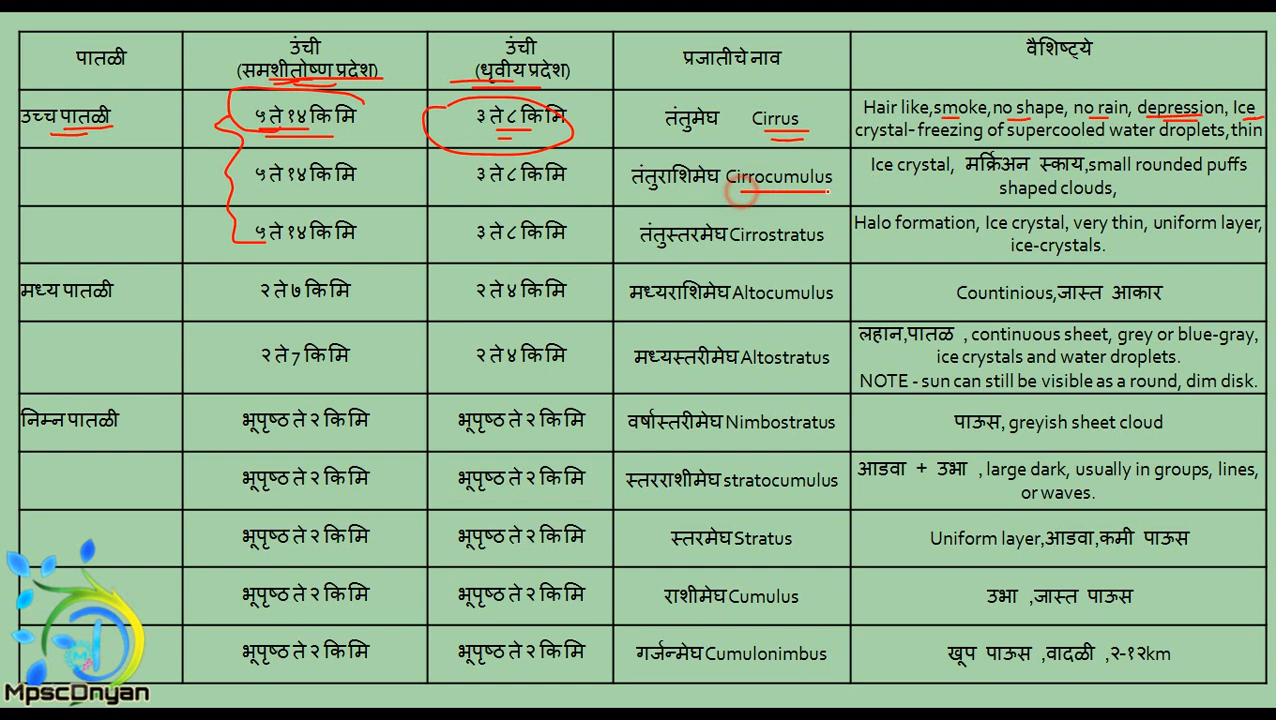 पातळी
उंची
(समशीतोष्ण प्रदेश)
उंची
(धृवीय प्रदेश)
प्रजातीचे नाव
वैशिष्ट्ये
उच्च पातळी
५ ते १४ कि मि
३ ते ८ कि मि
तंतुमेघ Cirrus
Hair like,smoke,no shape, no rain, depression, Ice
crystal- freezing of supercooled water droplets,thin
५ ते १४ कि मि
३ ते ८ कि मि
तंतुराशिमेघ Cirrocumulus
Ice crystal, मर्क्रिअन स्काय,small rounded puffs
shaped clouds,
५ ते १४ कि मि
३ ते ८ कि मि
तंतुस्तरमेघ Cirrostratus
Halo formation, Ice crystal, very thin, uniform layer,
ice-crystals.
मध्य पातळी
२ ते ७ कि मि
२ ते ४ कि मि
मध्यराशिमेघ Altocumulus
Countinious,जास्त आकार
२ ते 7 कि मि
२ ते ४ कि मि
मध्यस्तरीमेघ Altostratus
लहान,पातळ , continuous sheet, grey or blue-gray,
ice crystals and water droplets.
NOTE - sun can still be visible as a round, dim disk.
निम्न पातळी
भूपृष्ठ ते २ कि मि
भूपृष्ठ ते २ कि मि
वर्षास्तरीमेघ Nimbostratus
पाऊस, greyish sheet cloud
भूपृष्ठ ते २ कि मि
भूपृष्ठ ते २ कि मि
स्तरराशीमेघ stratocumulus
आडवा + उभा , large dark, usually in groups, lines,
or waves.
भूपृष्ठ ते २ कि मि
भूपृष्ठ ते २ कि मि
स्तरमेघ Stratus
Uniform layer,आडवा,कमी पाऊस
भूपृष्ठ ते २ कि मि
भूपृष्ठ ते २ कि मि
राशीमेघ Cumulus
उभा ,जास्त पाऊस
भूपृष्ठ ते २ कि मि
भूपृष्ठ ते २ कि मि
गर्जन्मेघ Cumulonimbus
खूप पाऊस ,वादळी ,२-१२km
MpscDnyan